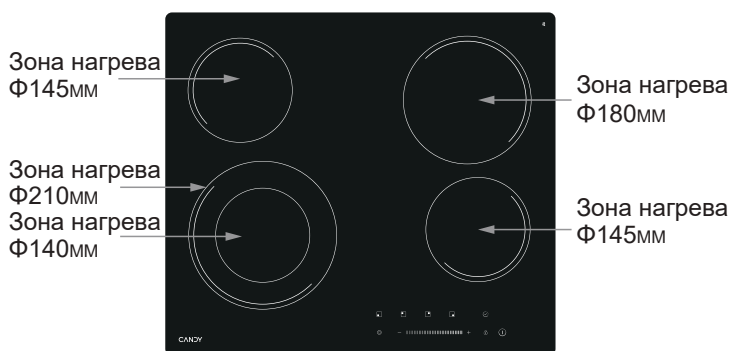 Зона нагрева
Ф145мм
Зона нагрева
Ф210мм
Зона нагрева
Ф140мм
Зона нагрева
Ф180мм
Зона нагрева
Ф145мм
CANDY
− +